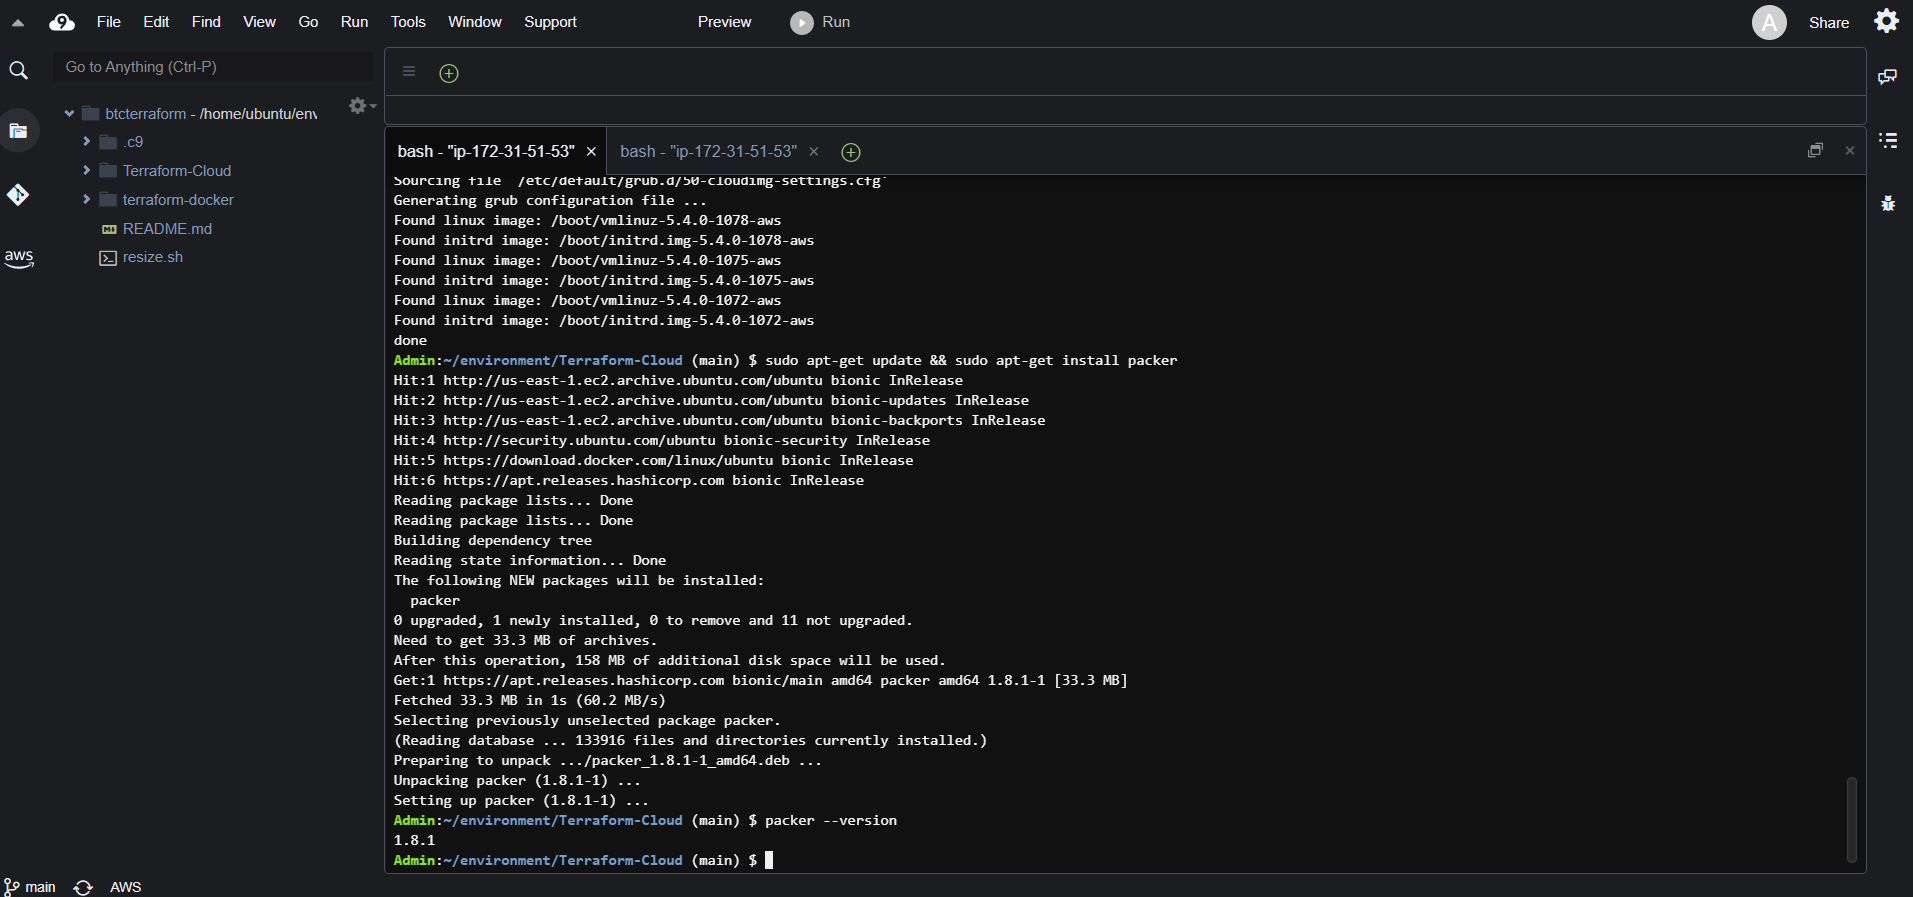 File Edit Find View Go Run Tools Window Support Preview Run A Share
Go to Anything (Ctrl-P)
btcterraform - /home/ubuntu/env
.c9
Terraform-Cloud
terraform-docker
README.md
resize.sh
aws
bash - "ip-172-31-51-53" × bash - "ip-172-31-51-53" ×
Sourcing file `/etc/default/grub.d/50-cloudimg-settings.cfg'
Generating grub configuration file ...
Found linux image: /boot/vmlinuz-5.4.0-1078-aws
Found initrd image: /boot/initrd.img-5.4.0-1078-aws
Found linux image: /boot/vmlinuz-5.4.0-1075-aws
Found initrd image: /boot/initrd.img-5.4.0-1075-aws
Found linux image: /boot/vmlinuz-5.4.0-1072-aws
Found initrd image: /boot/initrd.img-5.4.0-1072-aws
done
Admin:~/environment/Terraform-Cloud (main) $ sudo apt-get update && sudo apt-get install packer
Hit:1 http://us-east-1.ec2.archive.ubuntu.com/ubuntu bionic InRelease
Hit:2 http://us-east-1.ec2.archive.ubuntu.com/ubuntu bionic-updates InRelease
Hit:3 http://us-east-1.ec2.archive.ubuntu.com/ubuntu bionic-backports InRelease
Hit:4 http://security.ubuntu.com/ubuntu bionic-security InRelease
Hit:5 https://download.docker.com/linux/ubuntu bionic InRelease
Hit:6 https://apt.releases.hashicorp.com bionic InRelease
Reading package lists... Done
Reading package lists... Done
Building dependency tree
Reading state information... Done
The following NEW packages will be installed:
  packer
0 upgraded, 1 newly installed, 0 to remove and 11 not upgraded.
Need to get 33.3 MB of archives.
After this operation, 158 MB of additional disk space will be used.
Get:1 https://apt.releases.hashicorp.com bionic/main amd64 packer amd64 1.8.1-1 [33.3 MB]
Fetched 33.3 MB in 1s (60.2 MB/s)
Selecting previously unselected package packer.
(Reading database ... 133916 files and directories currently installed.)
Preparing to unpack .../packer_1.8.1-1_amd64.deb ...
Unpacking packer (1.8.1-1) ...
Setting up packer (1.8.1-1) ...
Admin:~/environment/Terraform-Cloud (main) $ packer --version
1.8.1
Admin:~/environment/Terraform-Cloud (main) $
main AWS